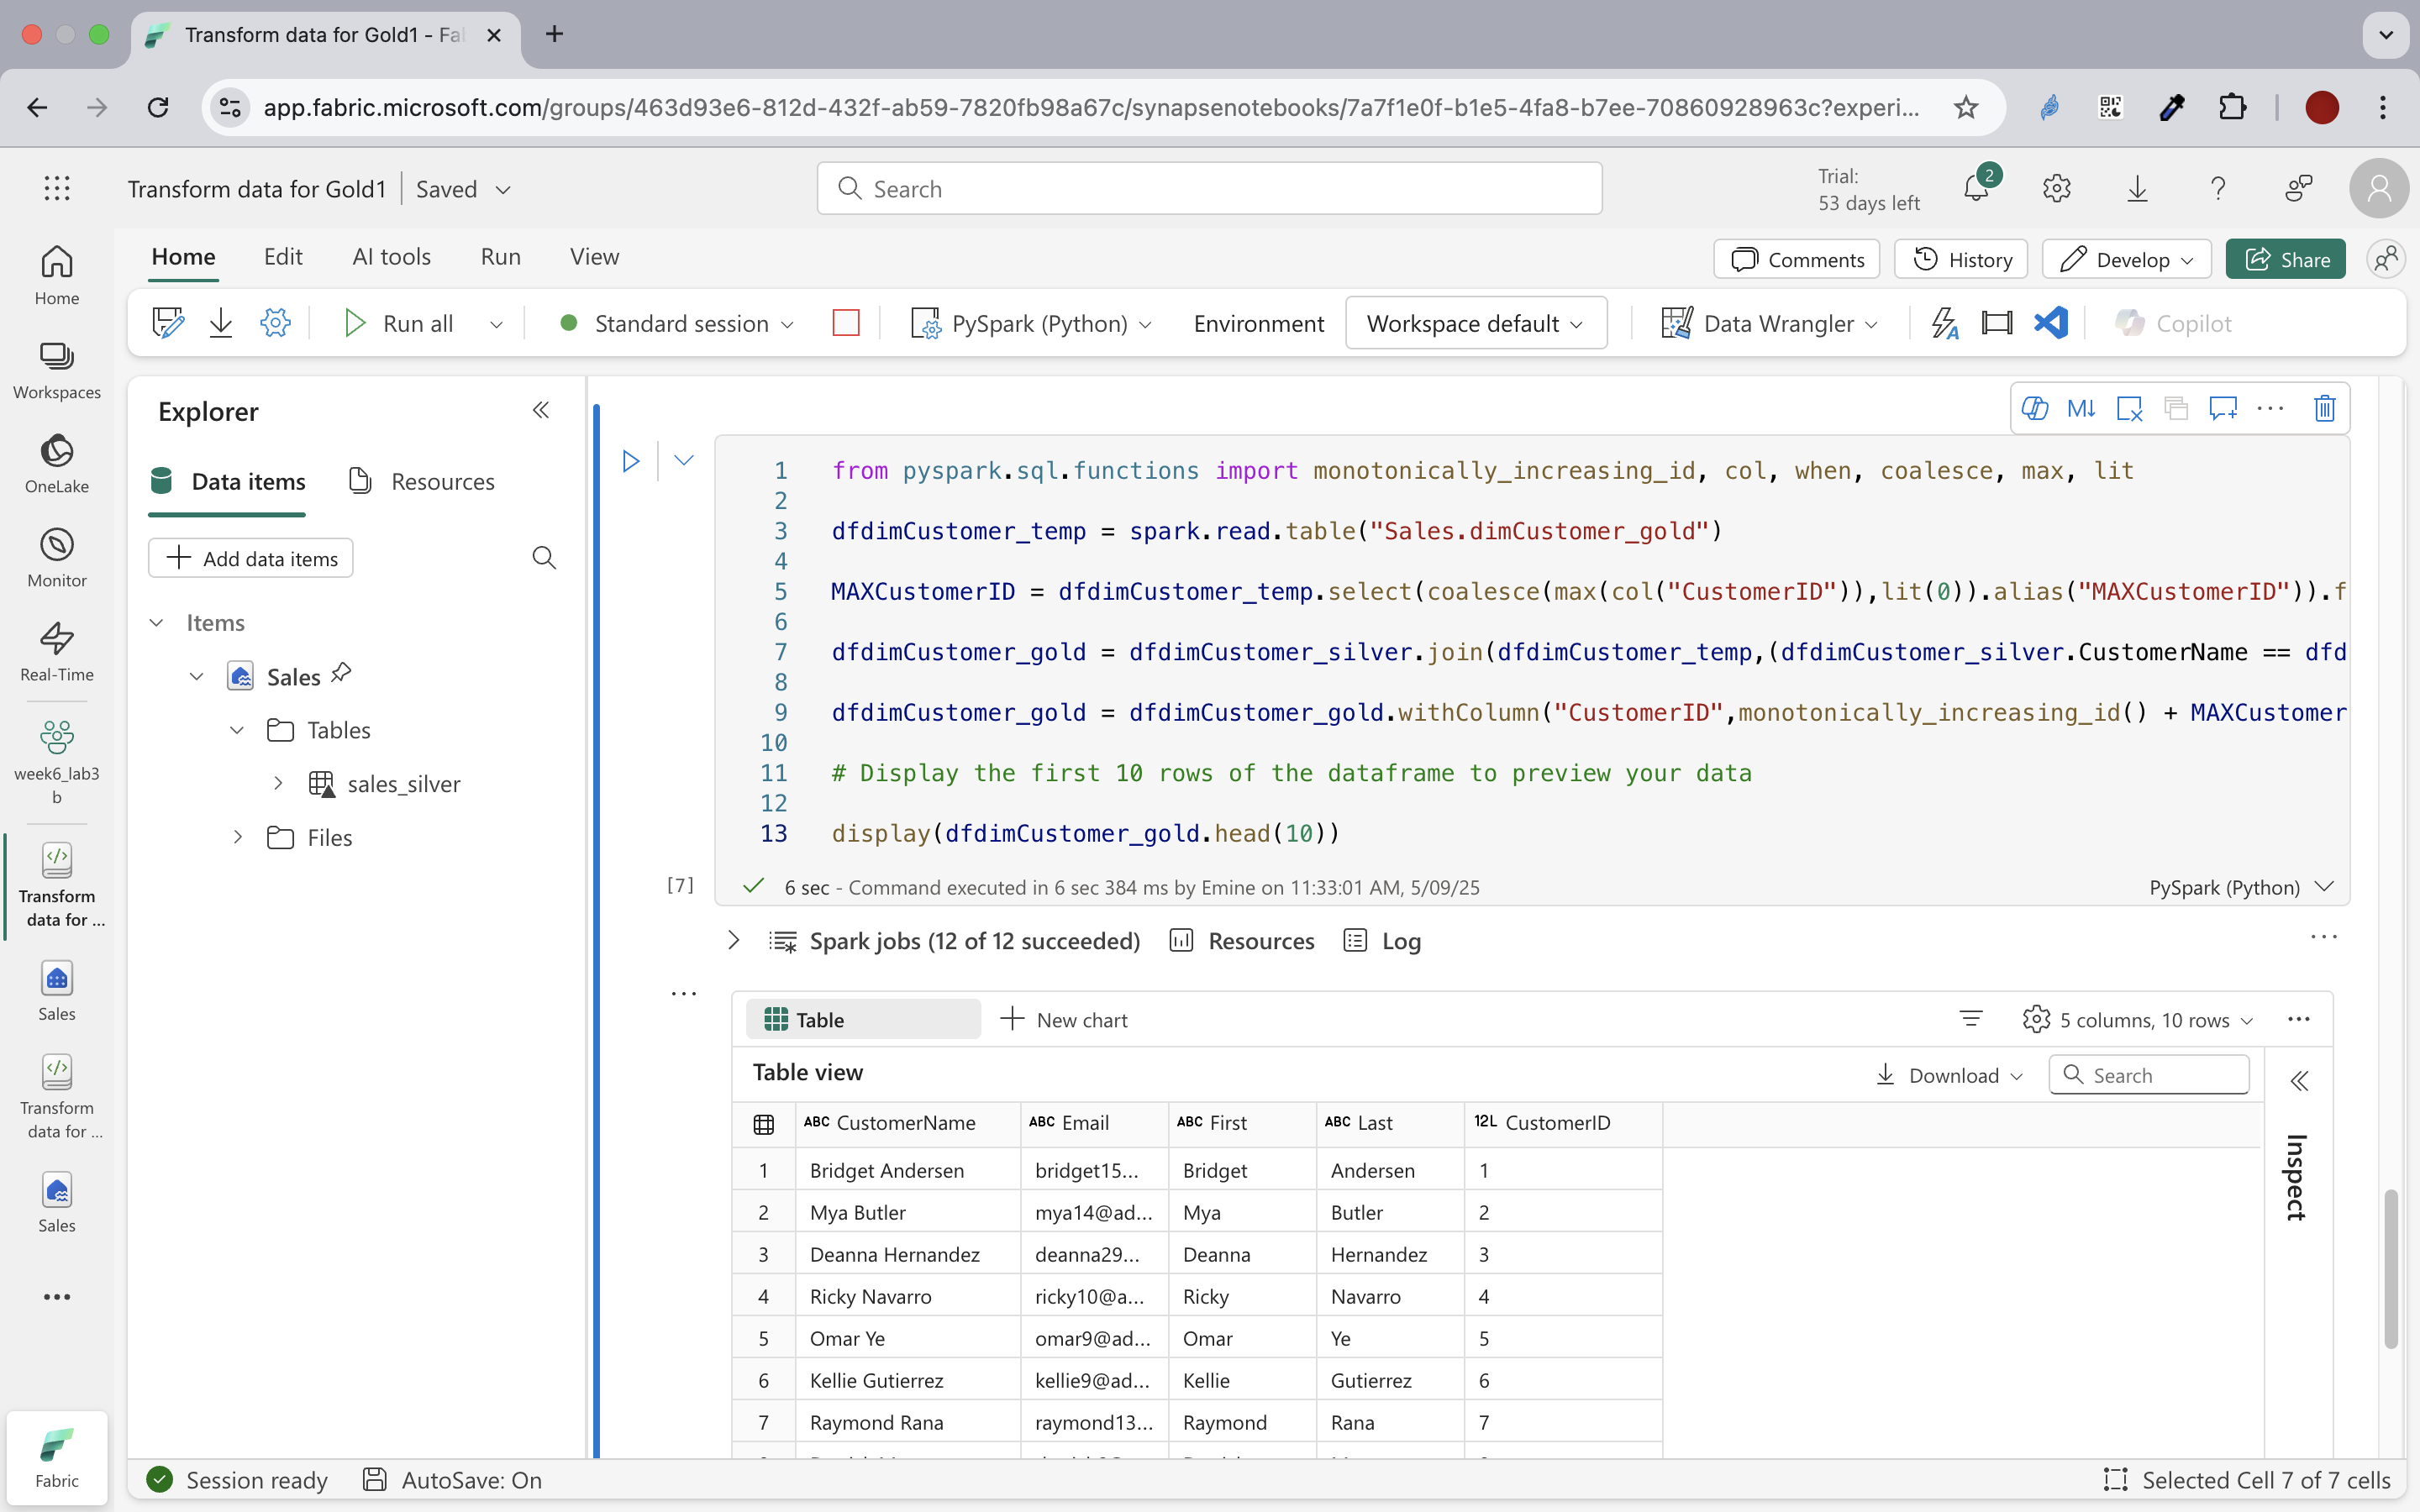 Transform data for Gold1 - Fa
app.fabric.microsoft.com/groups/463d93e6-812d-432f-ab59-7820fb98a67c/synapsenotebooks/7a7f1e0f-b1e5-4fa8-b7ee-70860928963c?experi...
Transform data for Gold1
Saved
Search
Trial:
53 days left
2
Home
Edit
AI tools
Run
View
Comments
History
Develop
Share
Run all
Standard session
PySpark (Python)
Environment
Workspace default
Data Wrangler
Copilot
Home
Workspaces
OneLake
Monitor
Real-Time
week6_lab3
b
Transform
data for ...
Sales
Transform
data for ...
Sales
Fabric
Explorer
Data items
Resources
Add data items
Items
Sales
Tables
sales_silver
Files
M↓
1 from pyspark.sql.functions import monotonically_increasing_id, col, when, coalesce, max, lit
2
3 dfdimCustomer_temp = spark.read.table("Sales.dimCustomer_gold")
4
5 MAXCustomerID = dfdimCustomer_temp.select(coalesce(max(col("CustomerID")),lit(0)).alias("MAXCustomerID")).f
6
7 dfdimCustomer_gold = dfdimCustomer_silver.join(dfdimCustomer_temp,(dfdimCustomer_silver.CustomerName == dfd
8
9 dfdimCustomer_gold = dfdimCustomer_gold.withColumn("CustomerID",monotonically_increasing_id() + MAXCustomer
10
11 # Display the first 10 rows of the dataframe to preview your data
12
13 display(dfdimCustomer_gold.head(10))
[7] 6 sec - Command executed in 6 sec 384 ms by Emine on 11:33:01 AM, 5/09/25 PySpark (Python)
Spark jobs (12 of 12 succeeded) Resources Log
Table New chart 5 columns, 10 rows
Table view Download Search
ABC CustomerName ABC Email ABC First ABC Last 12L CustomerID
1 Bridget Andersen bridget15... Bridget Andersen 1
2 Mya Butler mya14@ad... Mya Butler 2
3 Deanna Hernandez deanna29... Deanna Hernandez 3
4 Ricky Navarro ricky10@a... Ricky Navarro 4
5 Omar Ye omar9@ad... Omar Ye 5
6 Kellie Gutierrez kellie9@ad... Kellie Gutierrez 6
7 Raymond Rana raymond13... Raymond Rana 7
Inspect
Session ready
AutoSave: On
Selected Cell 7 of 7 cells